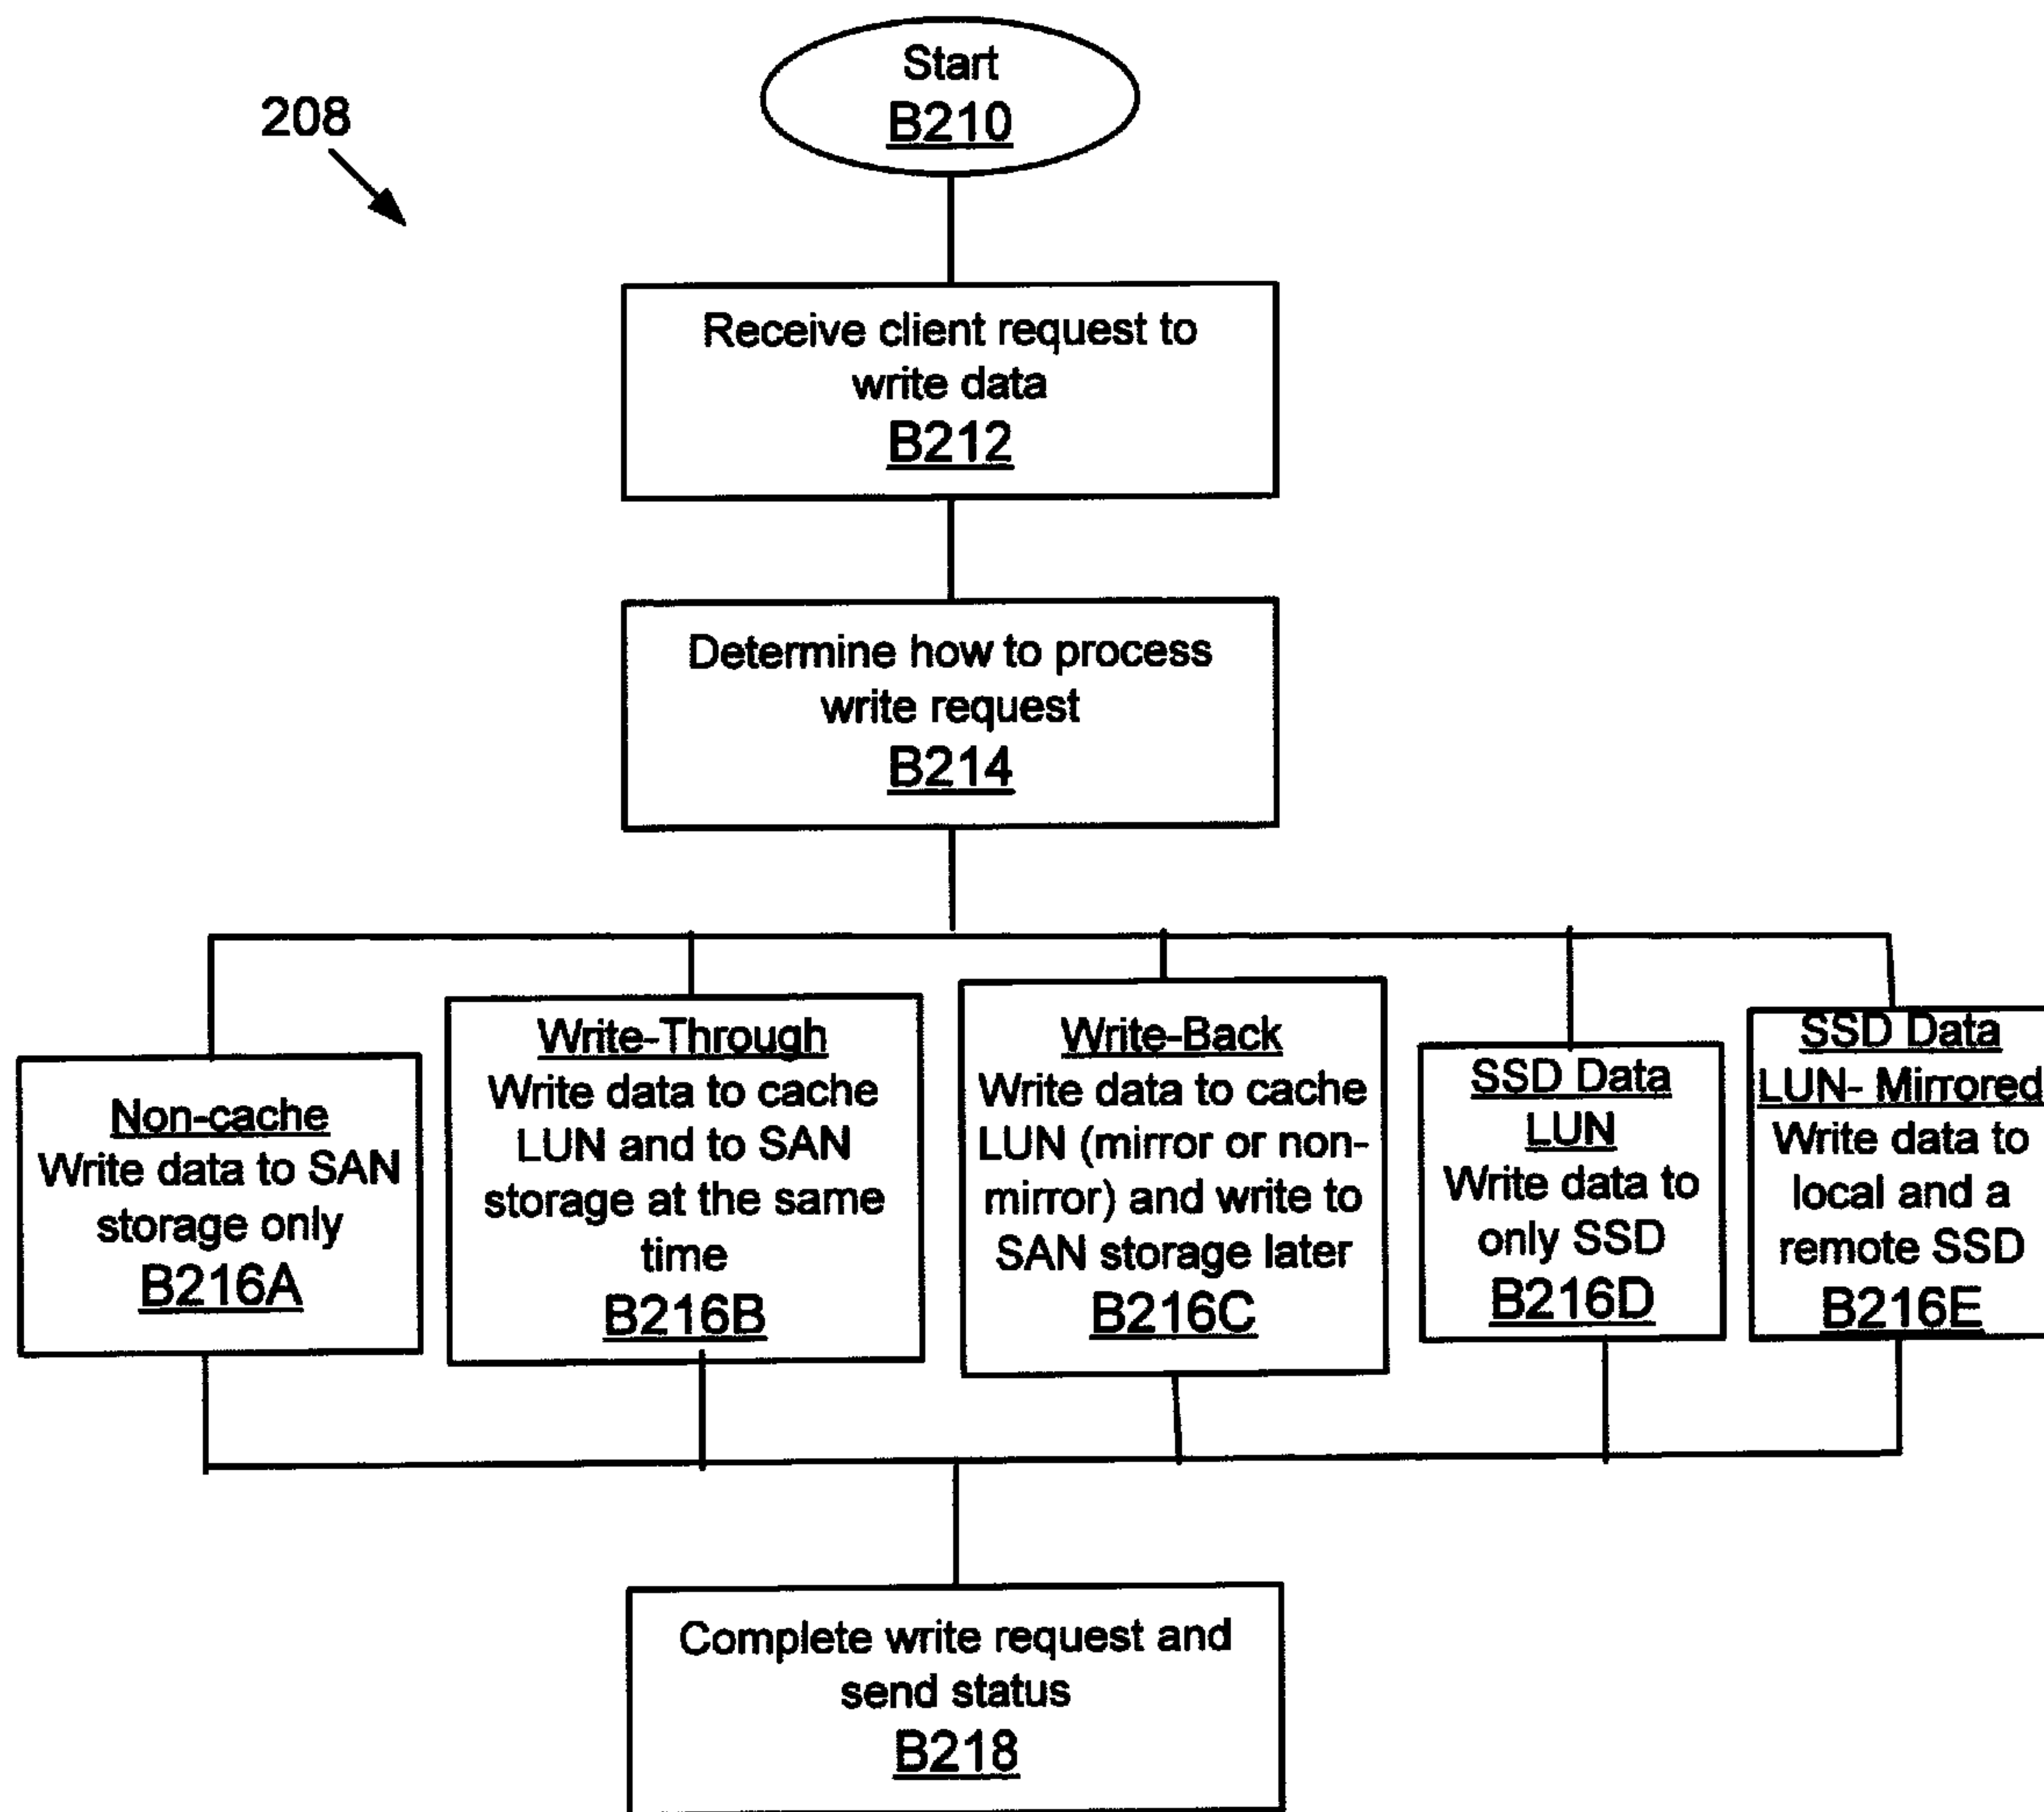 Start
B210
208
Receive client request to
write data
B212
Determine how to process
write request
B214
Non-cache
Write data to SAN
storage only
B216A
Write-Through
Write data to cache
LUN and to SAN
storage at the same
time
B216B
Write-Back
Write data to cache
LUN (mirror or non-
mirror) and write to
SAN storage later
B216C
SSD Data
LUN
Write data to
only SSD
B216D
SSD Data
LUN- Mirrored
Write data to
local and a
remote SSD
B216E
Complete write request and
send status
B218